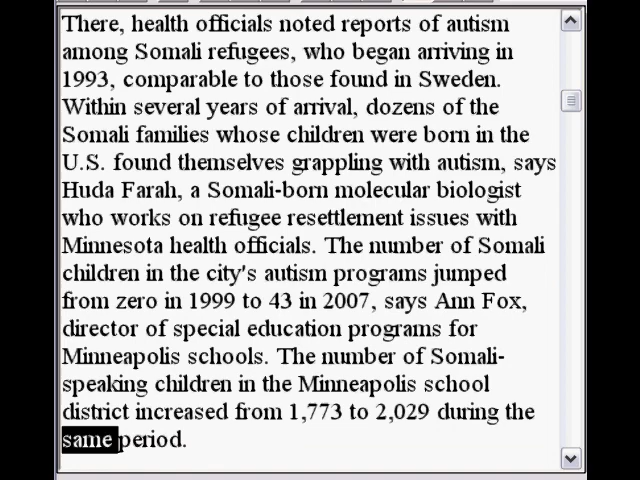 There, health officials noted reports of autism
among Somali refugees, who began arriving in
1993, comparable to those found in Sweden.
Within several years of arrival, dozens of the
Somali families whose children were born in the
U.S. found themselves grappling with autism, says
Huda Farah, a Somali-born molecular biologist
who works on refugee resettlement issues with
Minnesota health officials. The number of Somali
children in the city's autism programs jumped
from zero in 1999 to 43 in 2007, says Ann Fox,
director of special education programs for
Minneapolis schools. The number of Somali-
speaking children in the Minneapolis school
district increased from 1,773 to 2,029 during the
same period.